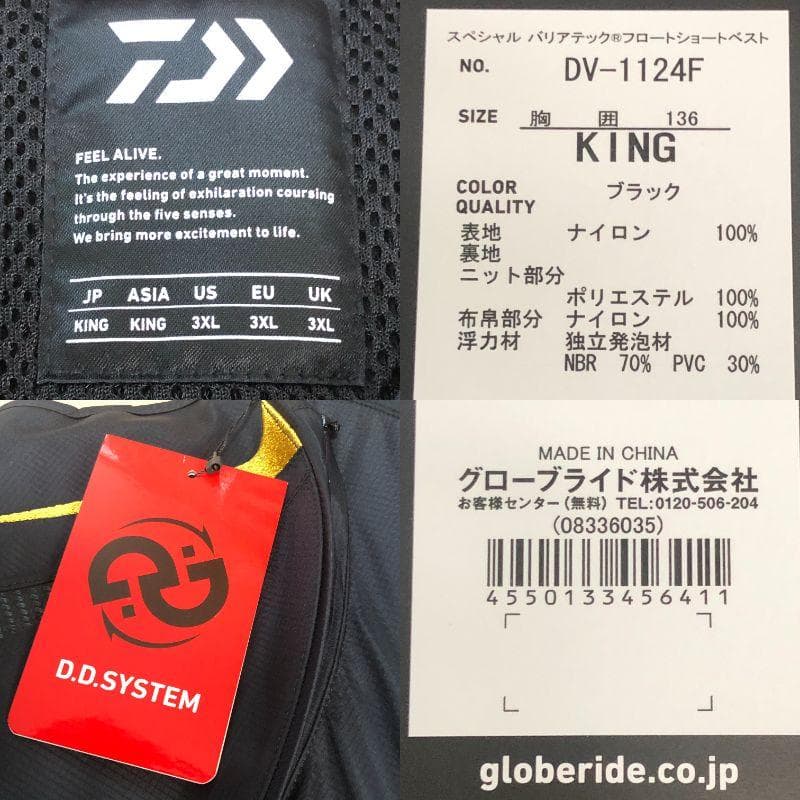 FEEL ALIVE.
The experience of a great moment.
It's the feeling of exhilaration coursing
through the five senses.
We bring more excitement to life.
JP ASIA US EU UK
KING KING 3XL 3XL 3XL
スペシャル バリアテック®フロートショートベスト
NO. DV-1124F
SIZE 胸 囲 136
KING
COLOR ブラック
QUALITY
表地 ナイロン 100%
裏地
ニット部分
ポリエステル 100%
布帛部分 ナイロン 100%
浮力材 独立発泡材
NBR 70% PVC 30%
D.D.SYSTEM
MADE IN CHINA
グローブライド株式会社
お客様センター(無料) TEL:0120-506-204
(08336035)
4550133456411
globeride.co.jp